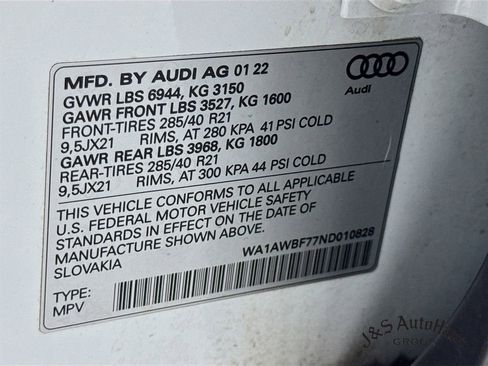 MFD. BY AUDI AG 01 22
GVWR LBS 6944, KG 3150
GAWR FRONT LBS 3527, KG 1600
FRONT-TIRES 285/40 R21
9,5JX21 RIMS, AT 280 KPA 41 PSI COLD
GAWR REAR LBS 3968, KG 1800
REAR-TIRES 285/40 R21
9,5JX21 RIMS, AT 300 KPA 44 PSI COLD
Audi
THIS VEHICLE CONFORMS TO ALL APPLICABLE
U.S. FEDERAL MOTOR VEHICLE SAFETY
STANDARDS IN EFFECT ON THE DATE OF
MANUFACTURE SHOWN ABOVE.
SLOVAKIA
WA1AWBF77ND010828
TYPE:
MPV
J&S AutoHaus
GROUP